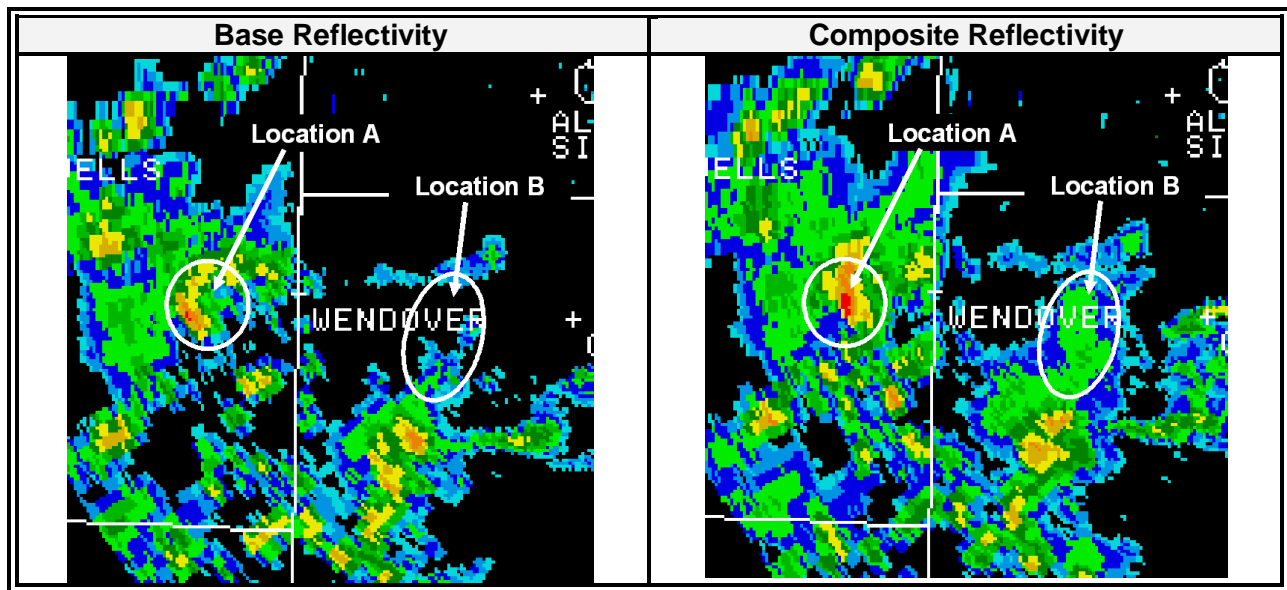 Base Reflectivity
Composite Reflectivity
Location A
AL
SI
ELLS
Location B
WENDOVER
Location A
AL
SI
ELLS
Location B
WENDOVER